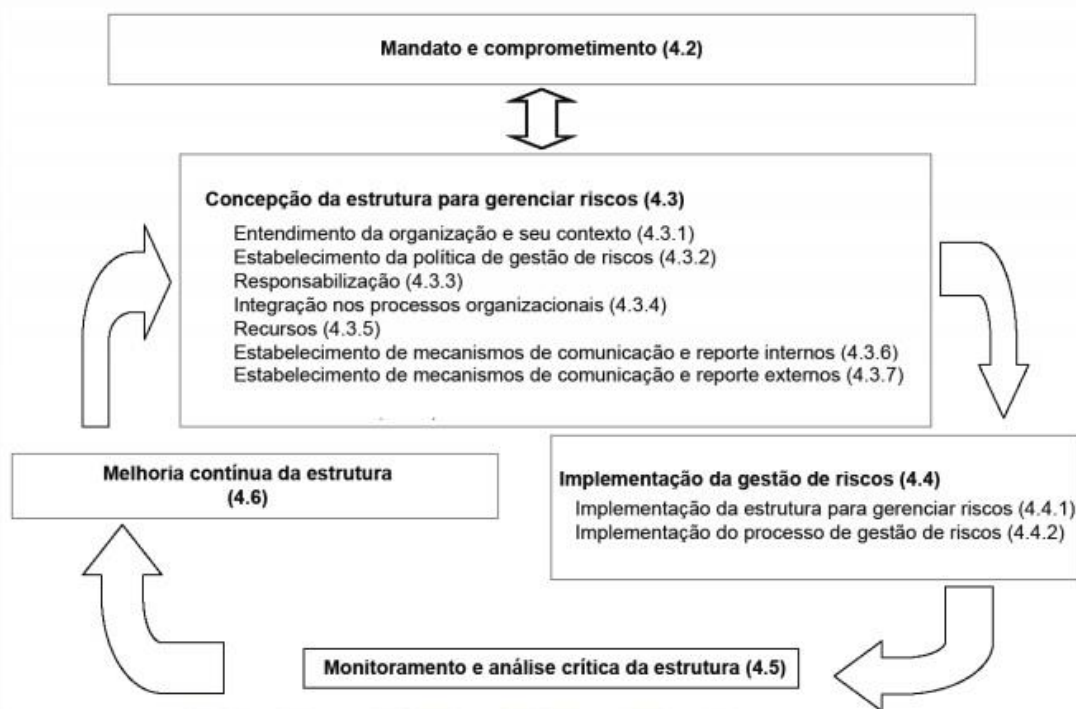 Mandato e comprometimento (4.2)
Concepção da estrutura para gerenciar riscos (4.3)
Entendimento da organização e seu contexto (4.3.1)
Estabelecimento da política de gestão de riscos (4.3.2)
Responsabilização (4.3.3)
Integração nos processos organizacionais (4.3.4)
Recursos (4.3.5)
Estabelecimento de mecanismos de comunicação e reporte internos (4.3.6)
Estabelecimento de mecanismos de comunicação e reporte externos (4.3.7)
Implementação da gestão de riscos (4.4)
Implementação da estrutura para gerenciar riscos (4.4.1)
Implementação do processo de gestão de riscos (4.4.2)
Monitoramento e análise crítica da estrutura (4.5)
Melhoria contínua da estrutura
(4.6)